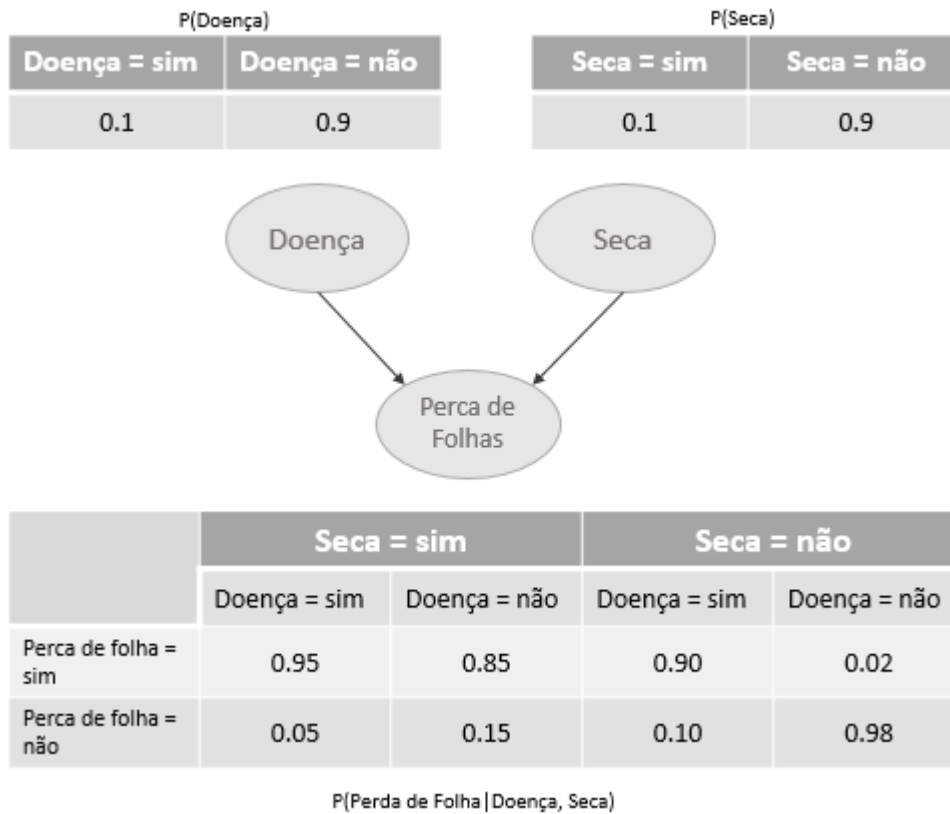 P(Doença)
Doença = sim Doença = não
0.1 0.9
P(Seca)
Seca = sim Seca = não
0.1 0.9
Doença
Seca
Perca de
Folhas
Seca = sim Seca = não
Doença = sim Doença = não Doença = sim Doença = não
Perca de folha =
sim
0.95 0.85 0.90 0.02
Perca de folha =
não
0.05 0.15 0.10 0.98
P(Perda de Folha|Doença, Seca)